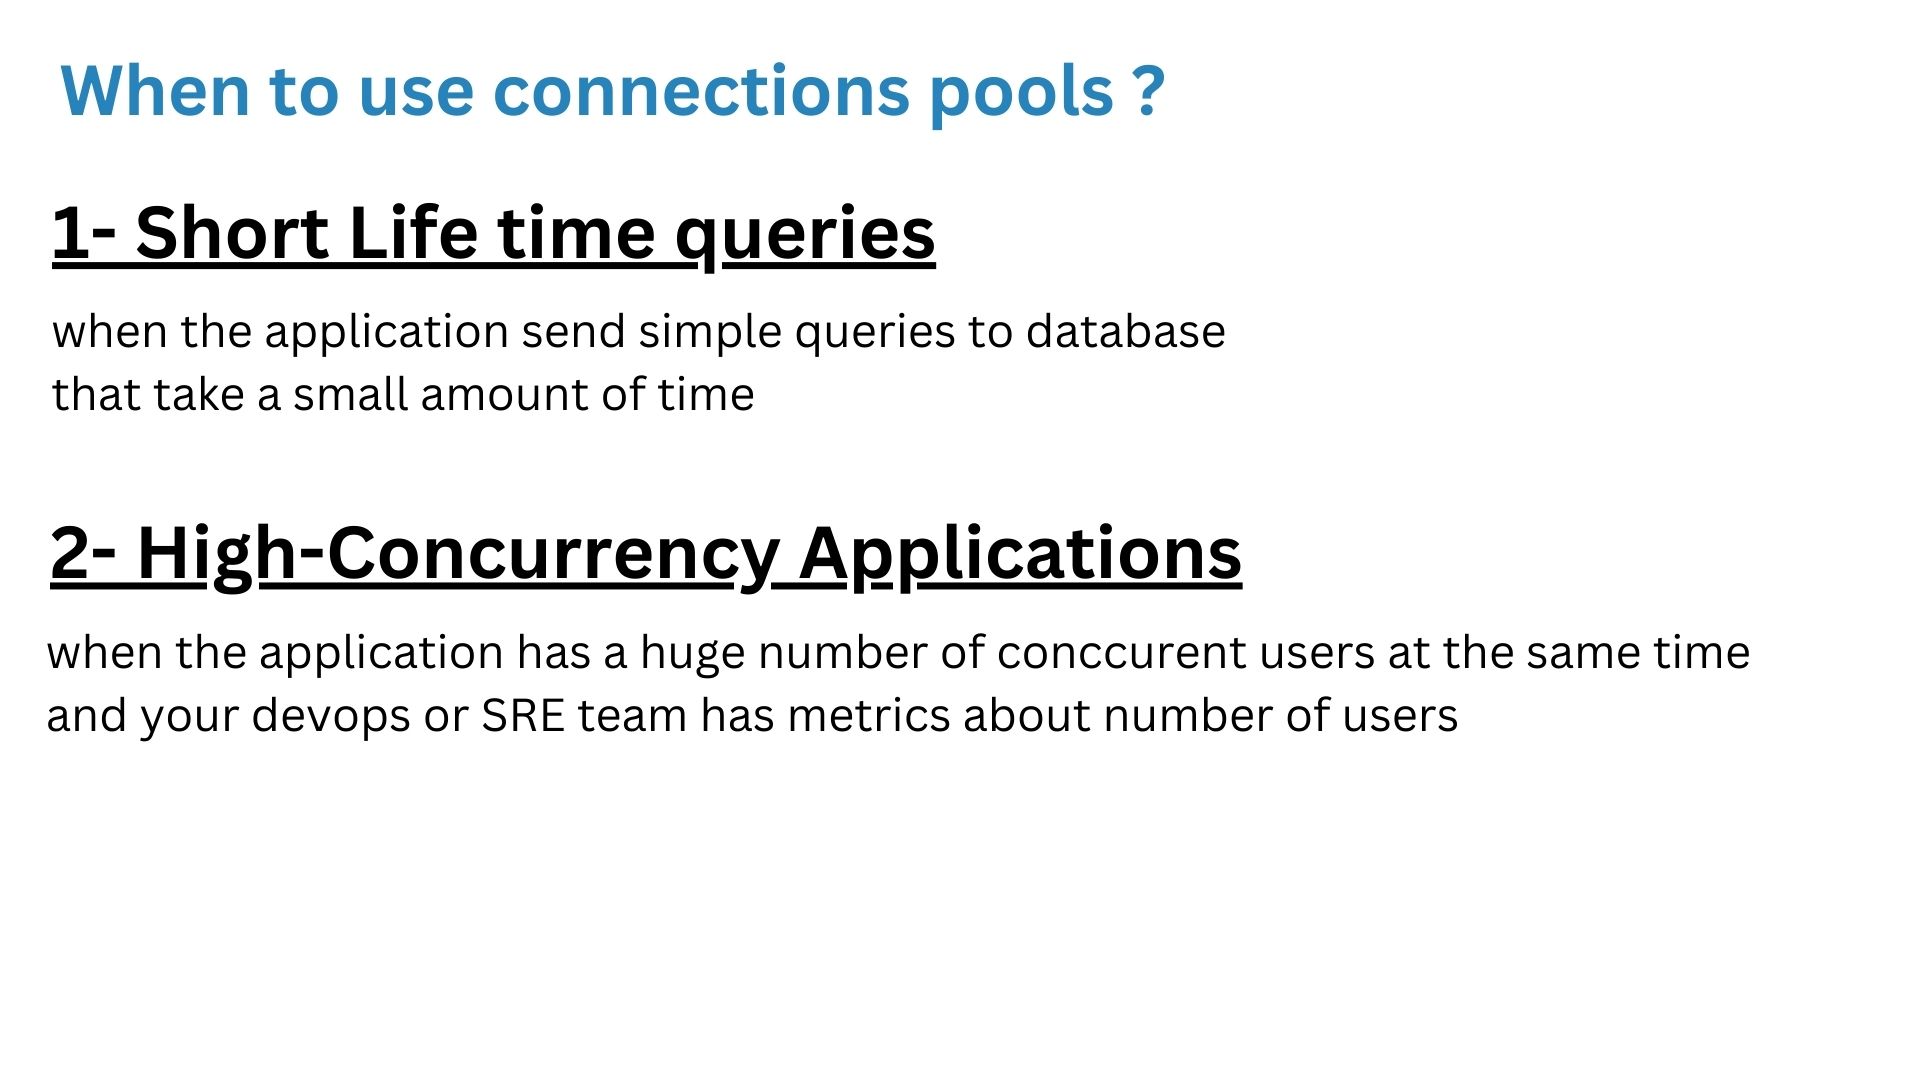 When to use connections pools ?
1- Short Life time queries
when the application send simple queries to database
that take a small amount of time
2- High-Concurrency Applications
when the application has a huge number of conccurent users at the same time
and your devops or SRE team has metrics about number of users